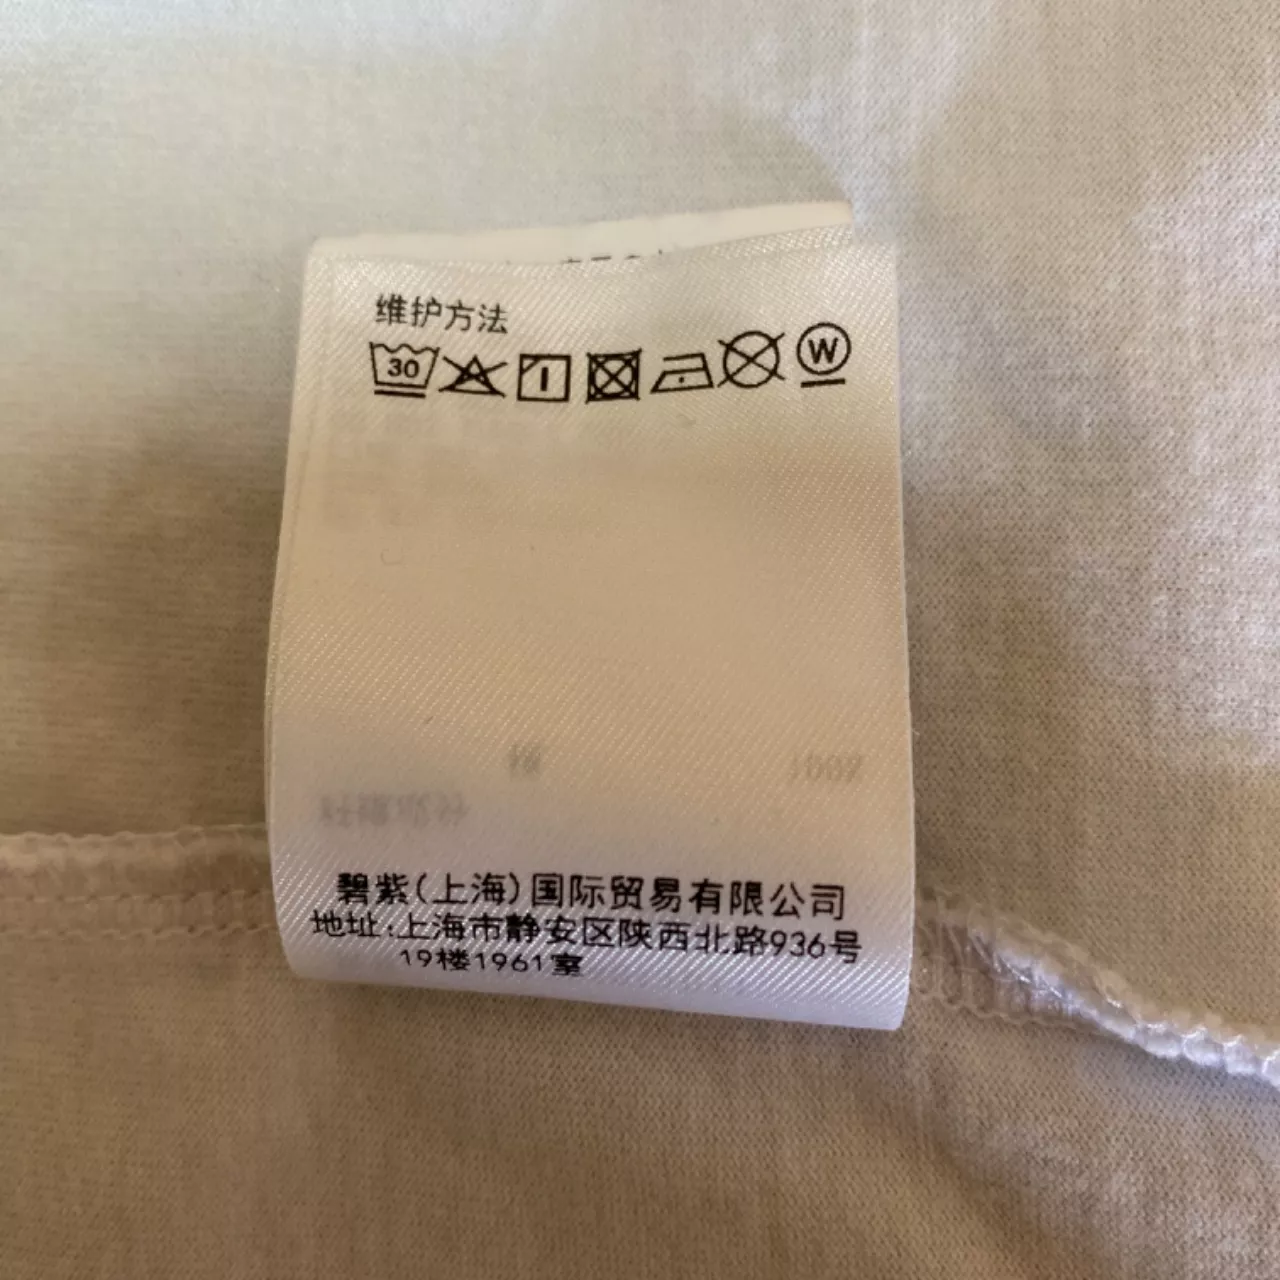 维护方法
30
W
碧紫(上海)国际贸易有限公司
地址:上海市静安区陕西北路936号
19楼1961室